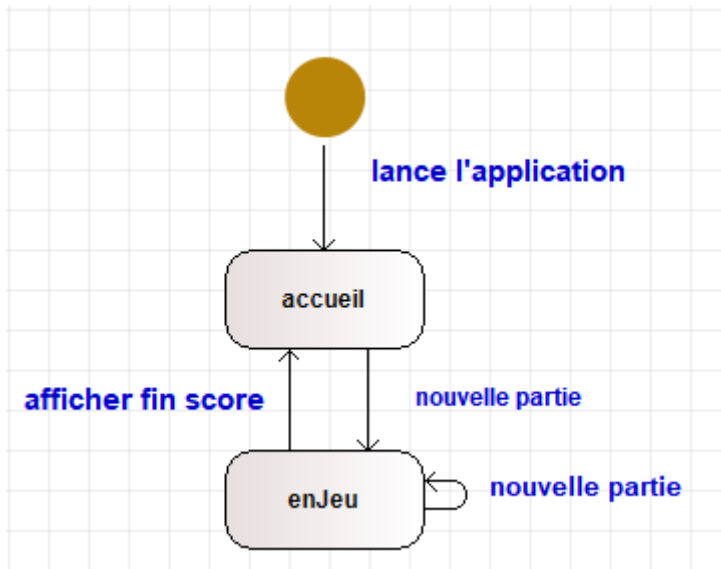 lance l'application
accueil
afficher fin score
nouvelle partie
enJeu
nouvelle partie